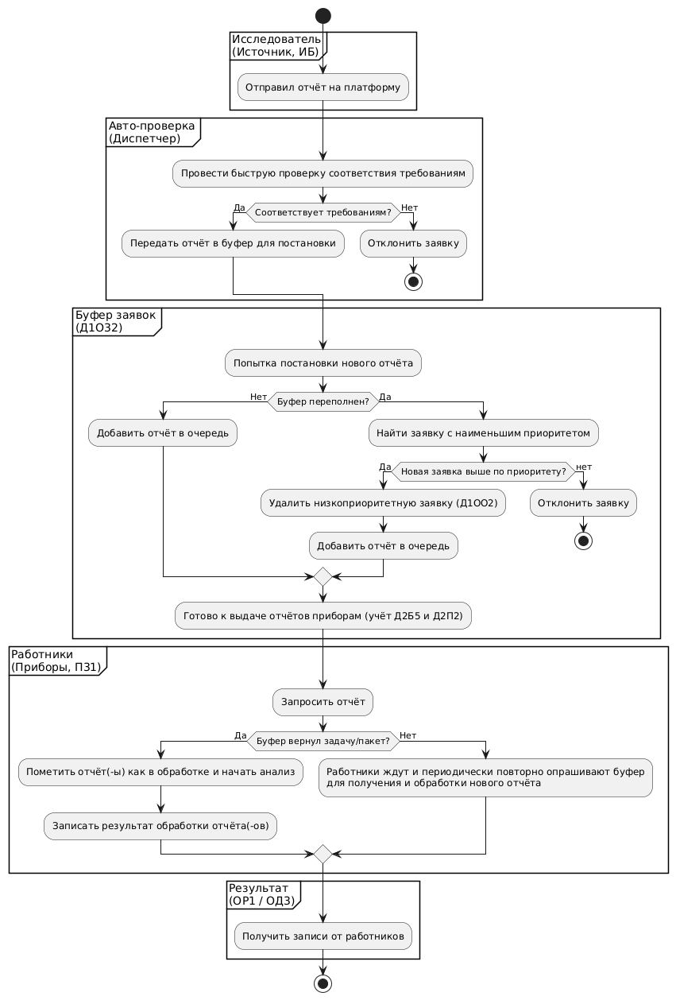 Исследователь
(Источник, ИБ)
Отправил отчёт на платформу
Авто-проверка
(Диспетчер)
Провести быструю проверку соответствия требованиям
Да
Соответствует требованиям?
Нет
Передать отчёт в буфер для постановки
Отклонить заявку
Буфер заявок
(Д1ОЗ2)
Попытка постановки нового отчёта
Нет
Буфер переполнен?
Да
Добавить отчёт в очередь
Найти заявку с наименьшим приоритетом
Да
Новая заявка выше по приоритету?
нет
Удалить низкоприоритетную заявку (Д1ОО2)
Отклонить заявку
Добавить отчёт в очередь
Готово к выдаче отчётов приборам (учёт Д2Б5 и Д2П2)
Работники
(Приборы, ПЗ1)
Запросить отчёт
Да
Буфер вернул задачу/пакет?
Нет
Пометить отчёт(-ы) как в обработке и начать анализ
Работники ждут и периодически повторно опрашивают буфер
для получения и обработки нового отчёта
Записать результат обработки отчёта(-ов)
Результат
(ОР1 / ОД3)
Получить записи от работников